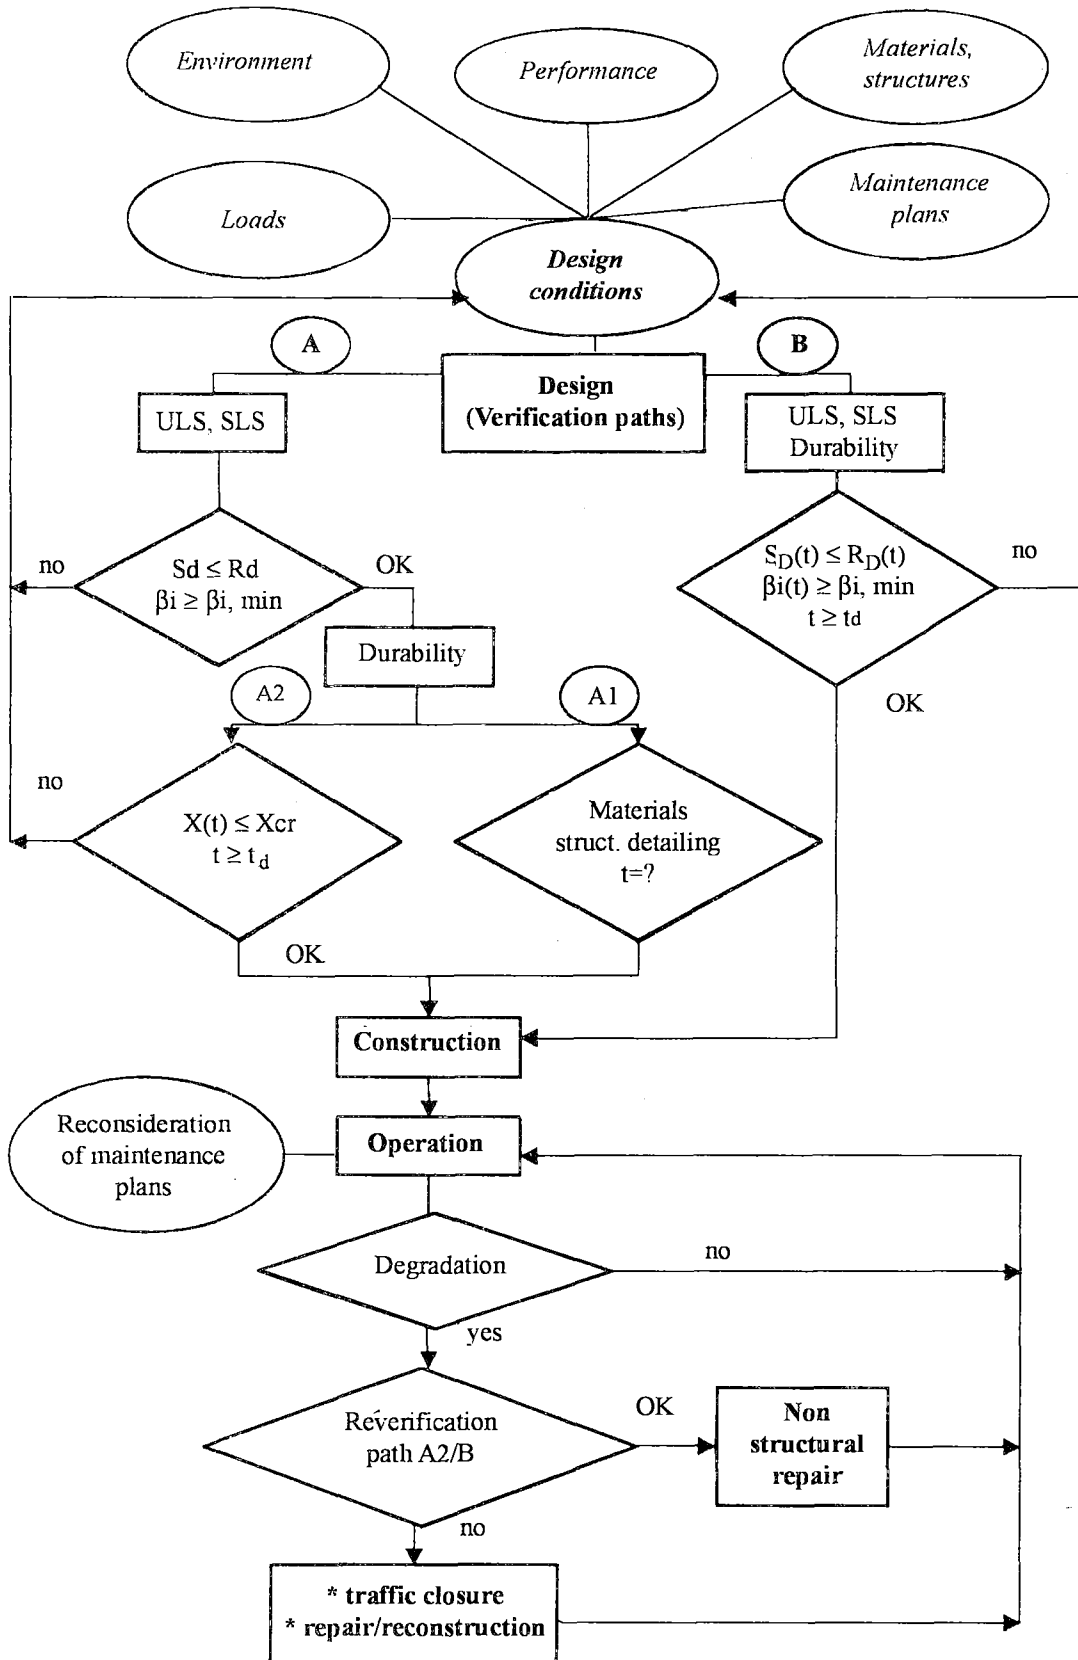 Environment
Performance
Materials,
structures
Loads
Maintenance
plans
Design
conditions
A
B
Design
(Verification paths)
ULS, SLS
ULS, SLS
Durability
no
Sd ≤ Rd
βi ≥ βi, min
OK
S_D(t) ≤ R_D(t)
βi(t) ≥ βi, min
t ≥ td
no
Durability
A2
A1
OK
no
X(t) ≤ Xcr
t ≥ t_d
Materials
struct. detailing
t=?
OK
Construction
Reconsideration
of maintenance
plans
Operation
Degradation
no
yes
Reverification
path A2/B
OK
Non
structural
repair
no
* traffic closure
* repair/reconstruction